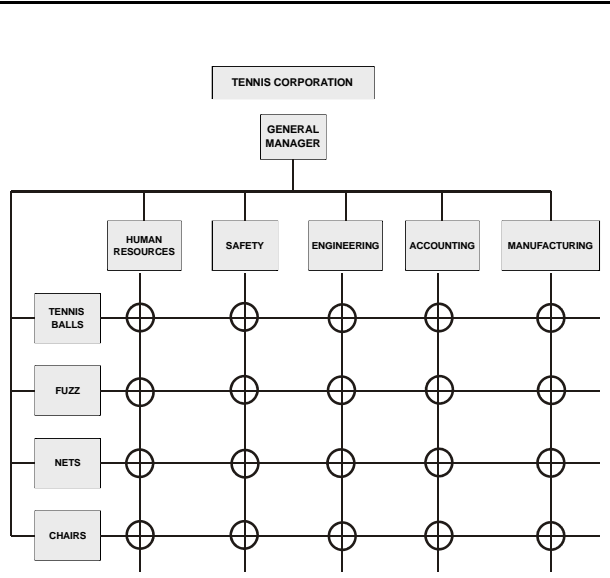 TENNIS CORPORATION
GENERAL
MANAGER
HUMAN
RESOURCES
SAFETY
ENGINEERING
ACCOUNTING
MANUFACTURING
TENNIS
BALLS
FUZZ
NETS
CHAIRS